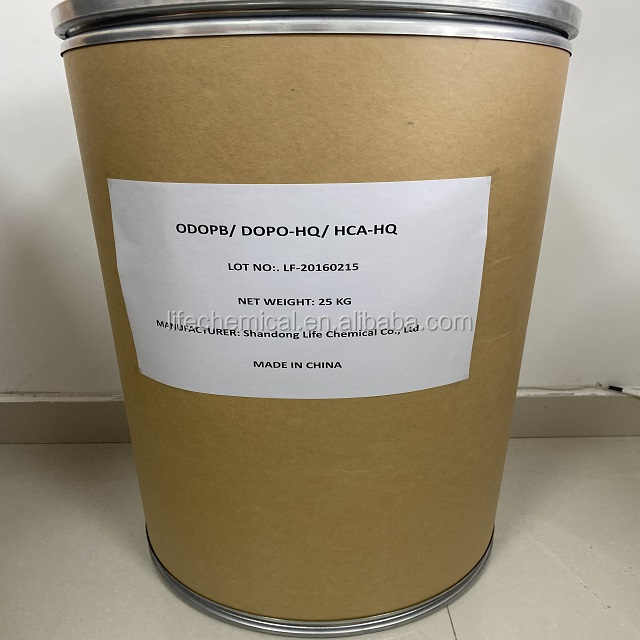 ODOPB/ DOPO-HQ/ HCA-HQ
LOT NO:. LF-20160215
NET WEIGHT: 25 KG
lifechemical.en.alibaba.com
MANUFACTURER: Shandong Life Chemical Co., Ltd
MADE IN CHINA